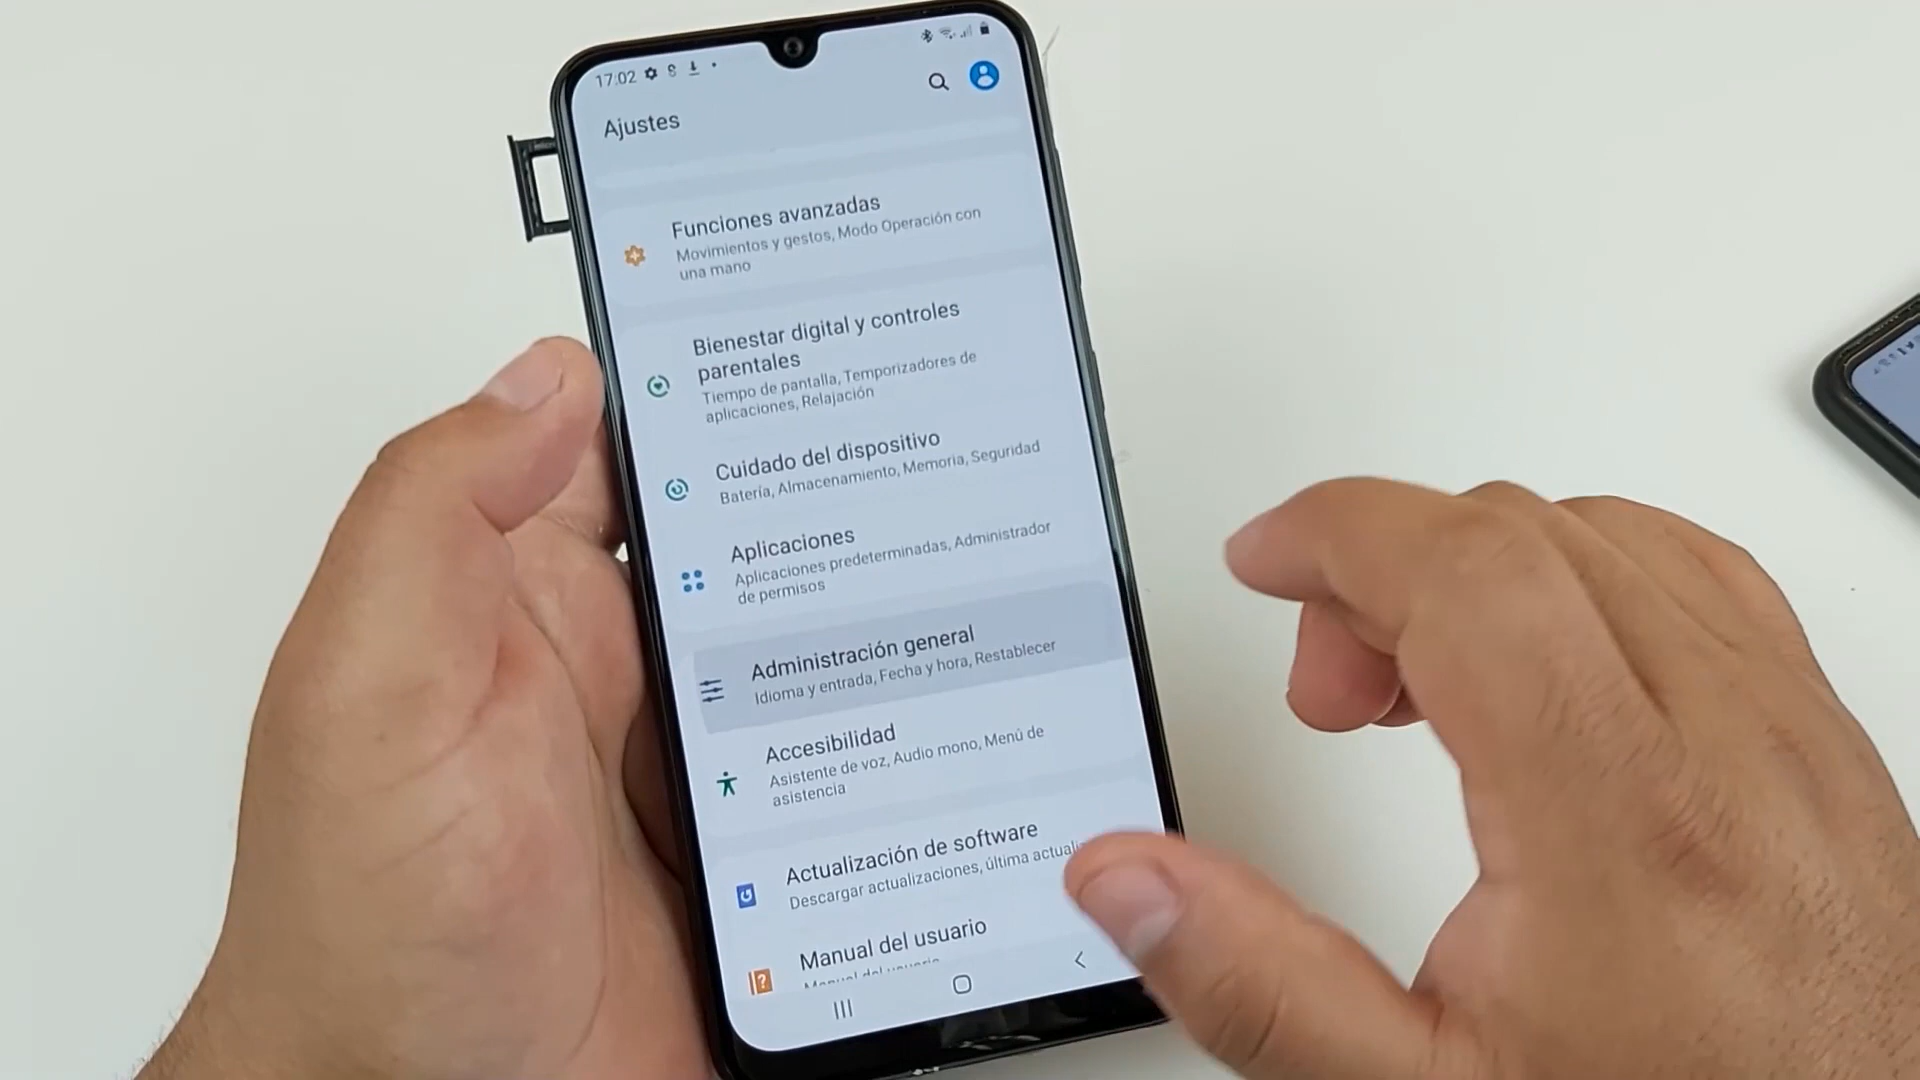 17:02
Ajustes
Funciones avanzadas
Movimientos y gestos, Modo Operación con
una mano
Bienestar digital y controles
parentales
Tiempo de pantalla, Temporizadores de
aplicaciones, Relajación
Cuidado del dispositivo
Batería, Almacenamiento, Memoria, Seguridad
Aplicaciones
Aplicaciones predeterminadas, Administrador
de permisos
Administración general
Idioma y entrada, Fecha y hora, Restablecer
Accesibilidad
Asistente de voz, Audio mono, Menú de
asistencia
Actualización de software
Descargar actualizaciones, última
Manual del usuario